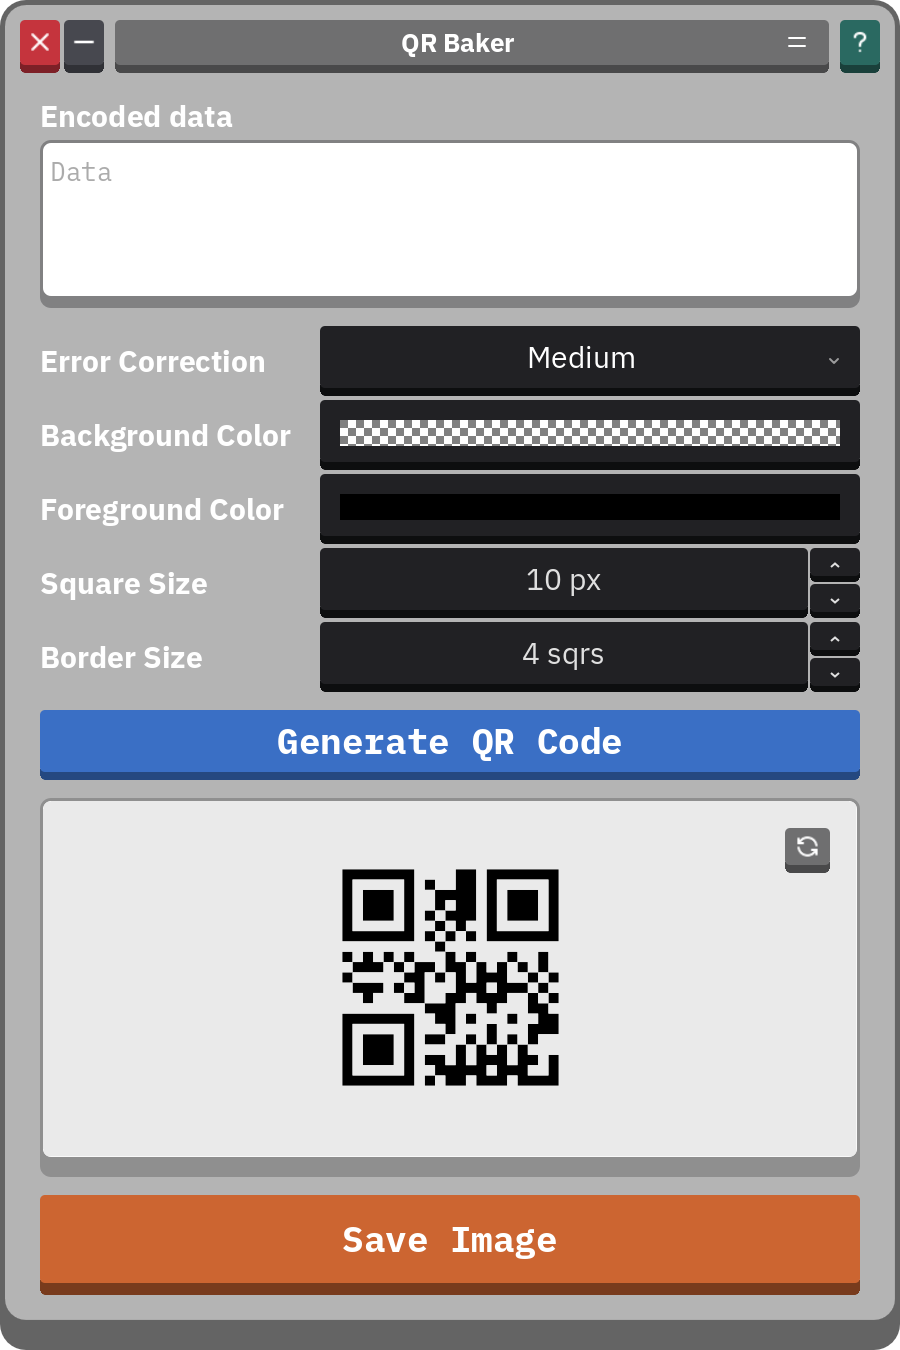 QR Baker
?
Encoded data
Data
Error Correction
Medium
Background Color
Foreground Color
Square Size
10 px
Border Size
4 sqrs
Generate QR Code
Save Image